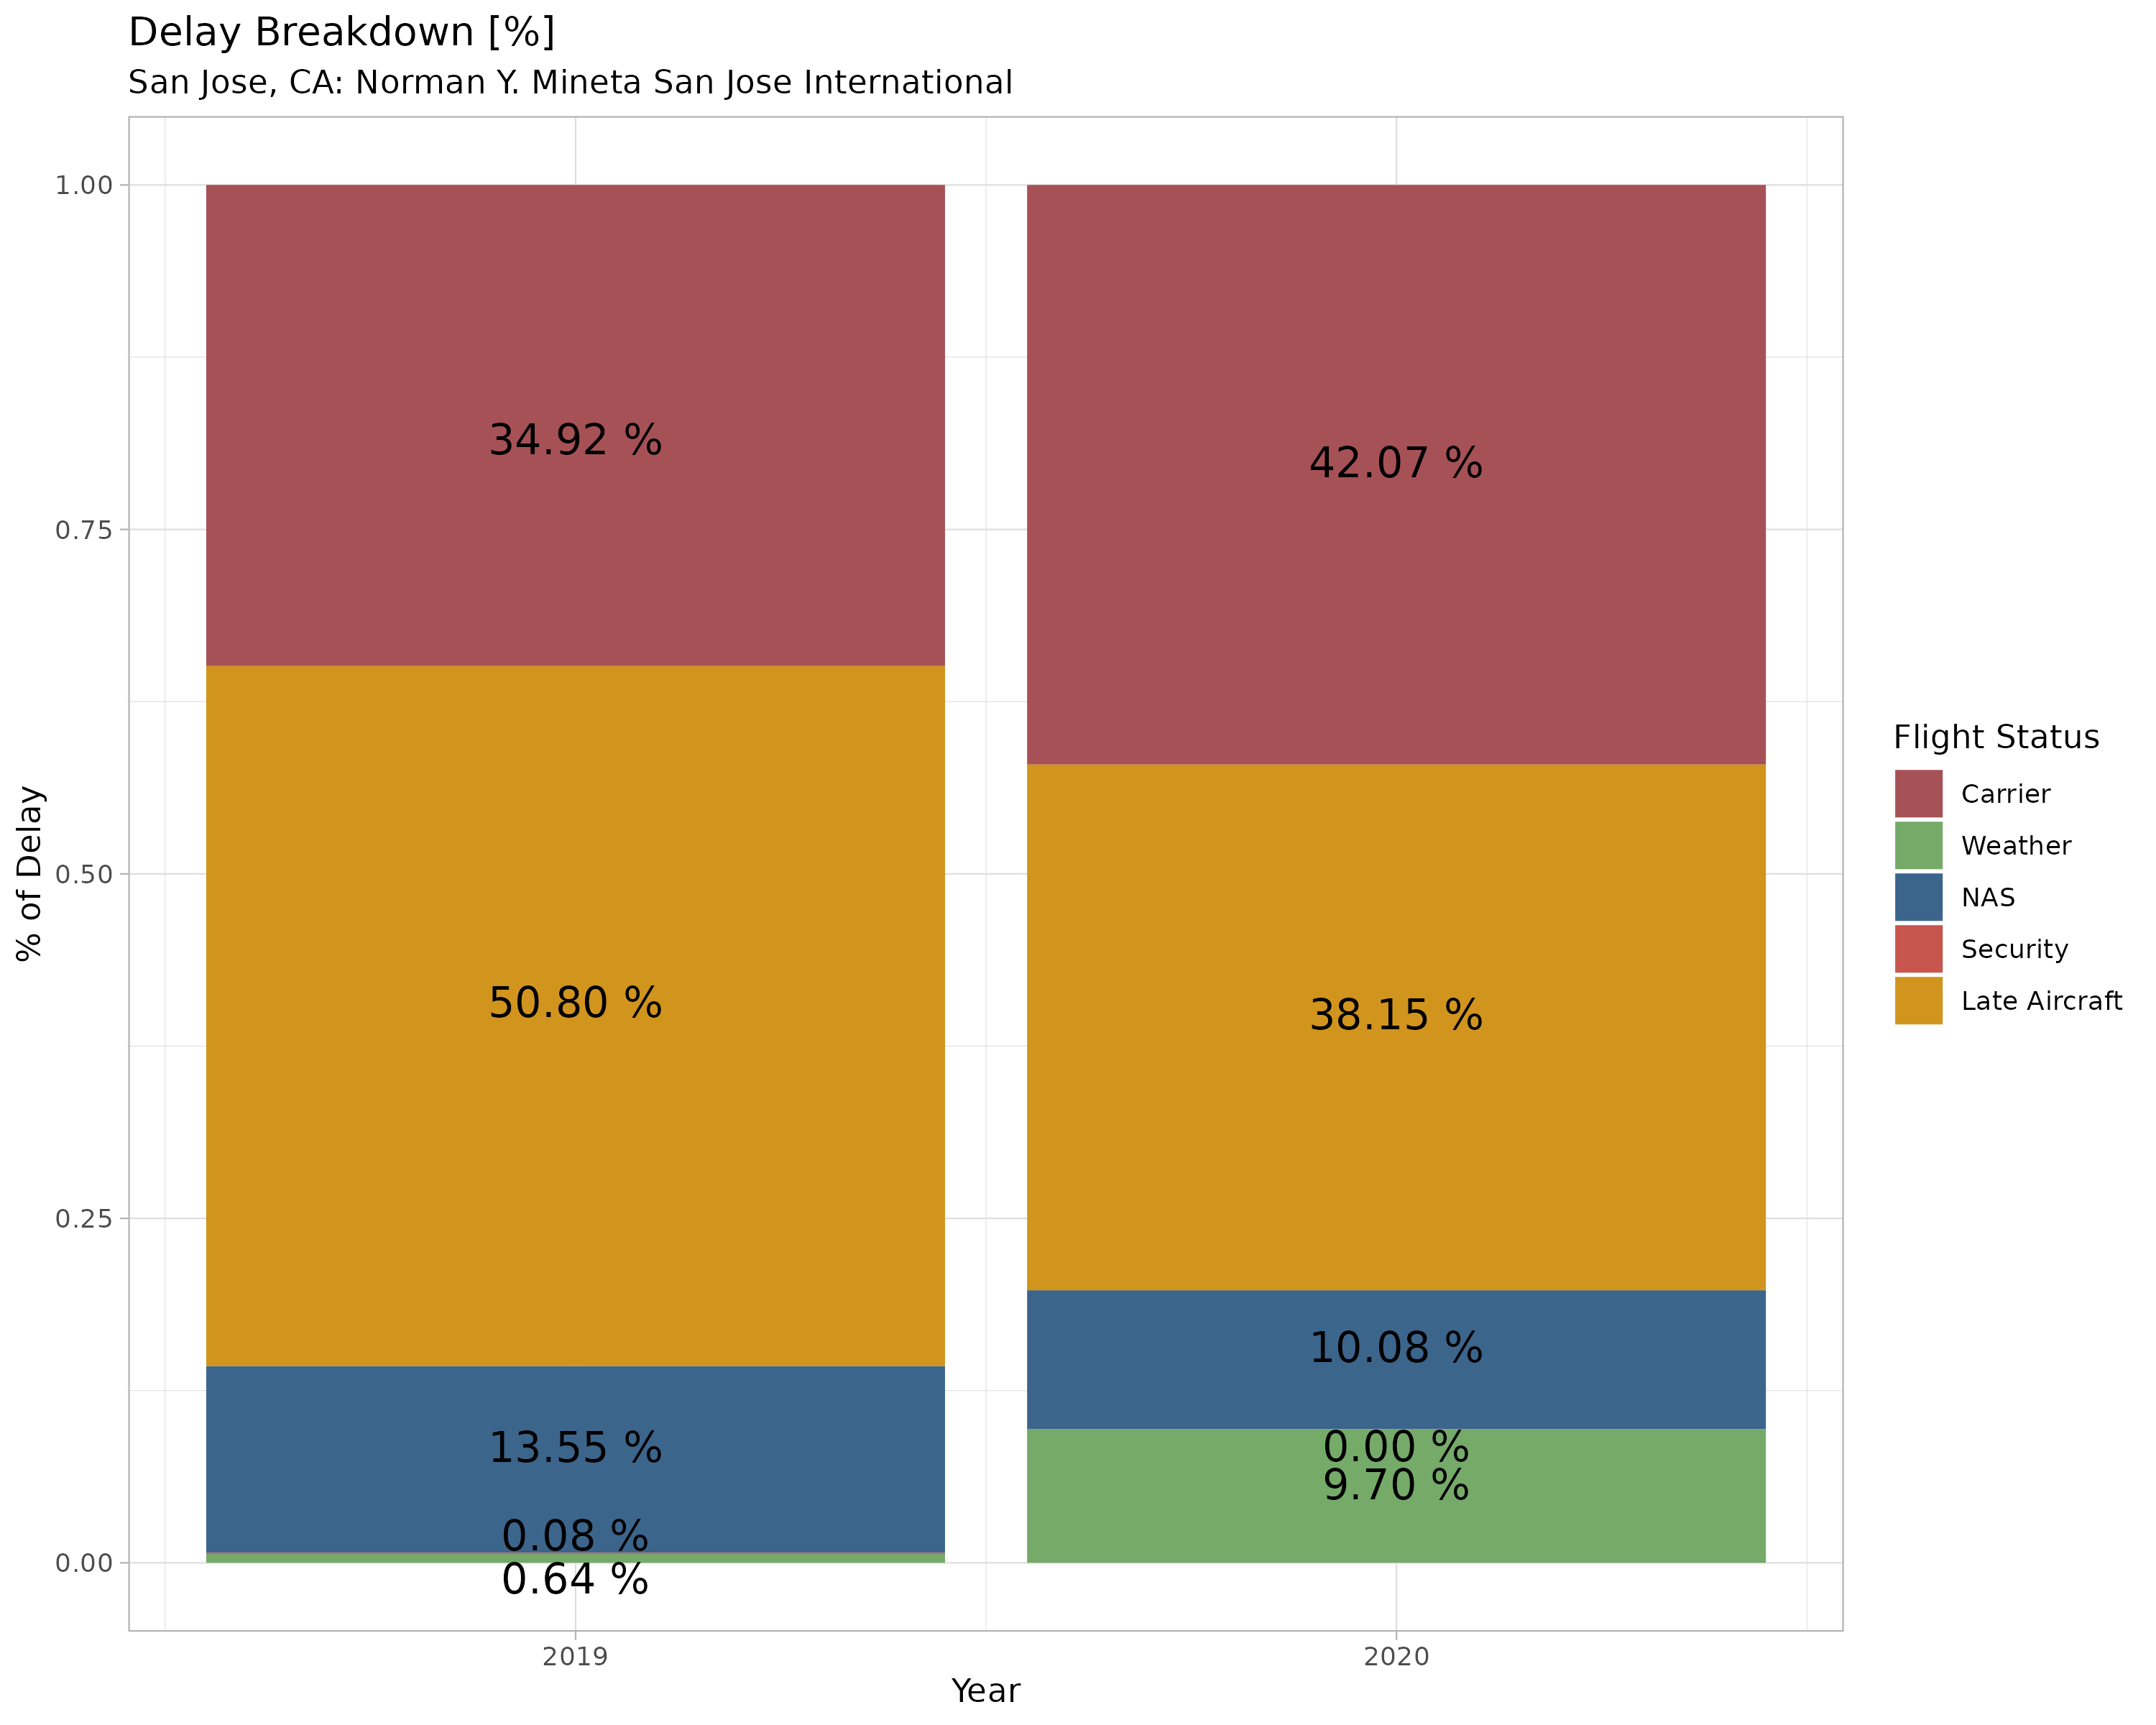 Delay Breakdown [%]
San Jose, CA: Norman Y. Mineta San Jose International
% of Delay
1.00
0.75
0.50
0.25
0.00
34.92 %
50.80 %
13.55 %
0.08 %
0.64 %
42.07 %
38.15 %
10.08 %
0.00 %
9.70 %
2019
2020
Year
Flight Status
Carrier
Weather
NAS
Security
Late Aircraft